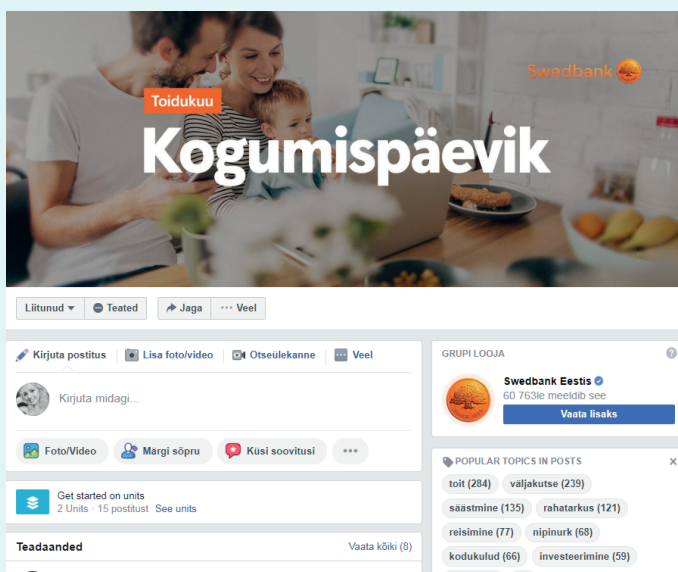 Swedbank
Toidukuu
Kogumispäevik
Liitunud
Teated
Jaga
··· Veel
Kirjuta postitus
Lisa foto/video
Otseülekanne
Veel
Kirjuta midagi...
Foto/Video
Märgi sõpru
Küsi soovitusi
Get started on units
2 Units · 15 postitust See units
Teadaanded
Vaata kõiki (8)
GRUPI LOOJA
Swedbank Eestis
60 763le meeldib see
Vaata lisaks
POPULAR TOPICS IN POSTS
toit (284) väljakutse (239)
säästmine (135) rahatarkus (121)
reisimine (77) nipinurk (68)
kodukulud (66) investeerimine (59)